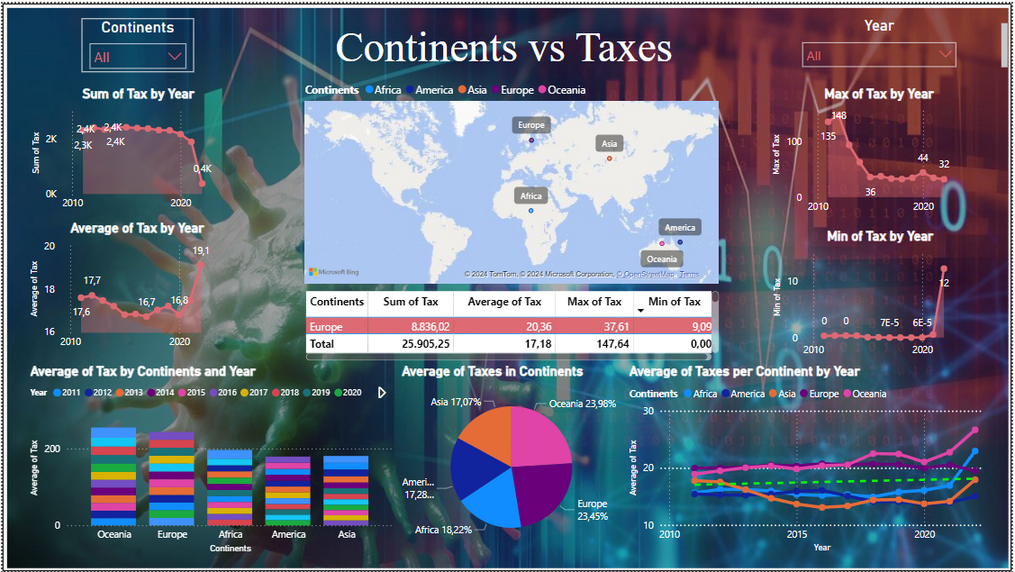 Continents
All
Continents vs Taxes
Year
All
Sum of Tax by Year
Sum of Tax
2K
0K
2,4K
2,4K
2,3K
2,4K
0,4K
2010
2020
Average of Tax by Year
Average of Tax
20
18
16
17,7
17,6
16,7
16,8
19,1
2010
2020
Continents Africa America Asia Europe Oceania
Europe
Asia
Africa
America
Oceania
Microsoft Bing
© 2024 TomTom, © 2024 Microsoft Corporation, © OpenStreetMap Terms
Continents Sum of Tax Average of Tax Max of Tax Min of Tax
Europe 8.836,02 20,36 37,61 9,09
Total 25.905,25 17,18 147,64 0,00
Max of Tax by Year
Max of Tax
100
0
148
135
36
44
32
2010
2020
Min of Tax by Year
Min of Tax
10
0
0
0
7E-5
6E-5
12
2010
2020
Average of Tax by Continents and Year
Year 2011 2012 2013 2014 2015 2016 2017 2018 2019 2020
Average of Tax
200
0
Oceania Europe Africa America Asia
Continents
Average of Taxes in Continents
Asia 17,07%
Oceania 23,98%
Ameri...
17,28...
Africa 18,22%
Europe
23,45%
Average of Taxes per Continent by Year
Continents Africa America Asia Europe Oceania
Average of Tax
30
20
10
2010 2015 2020
Year